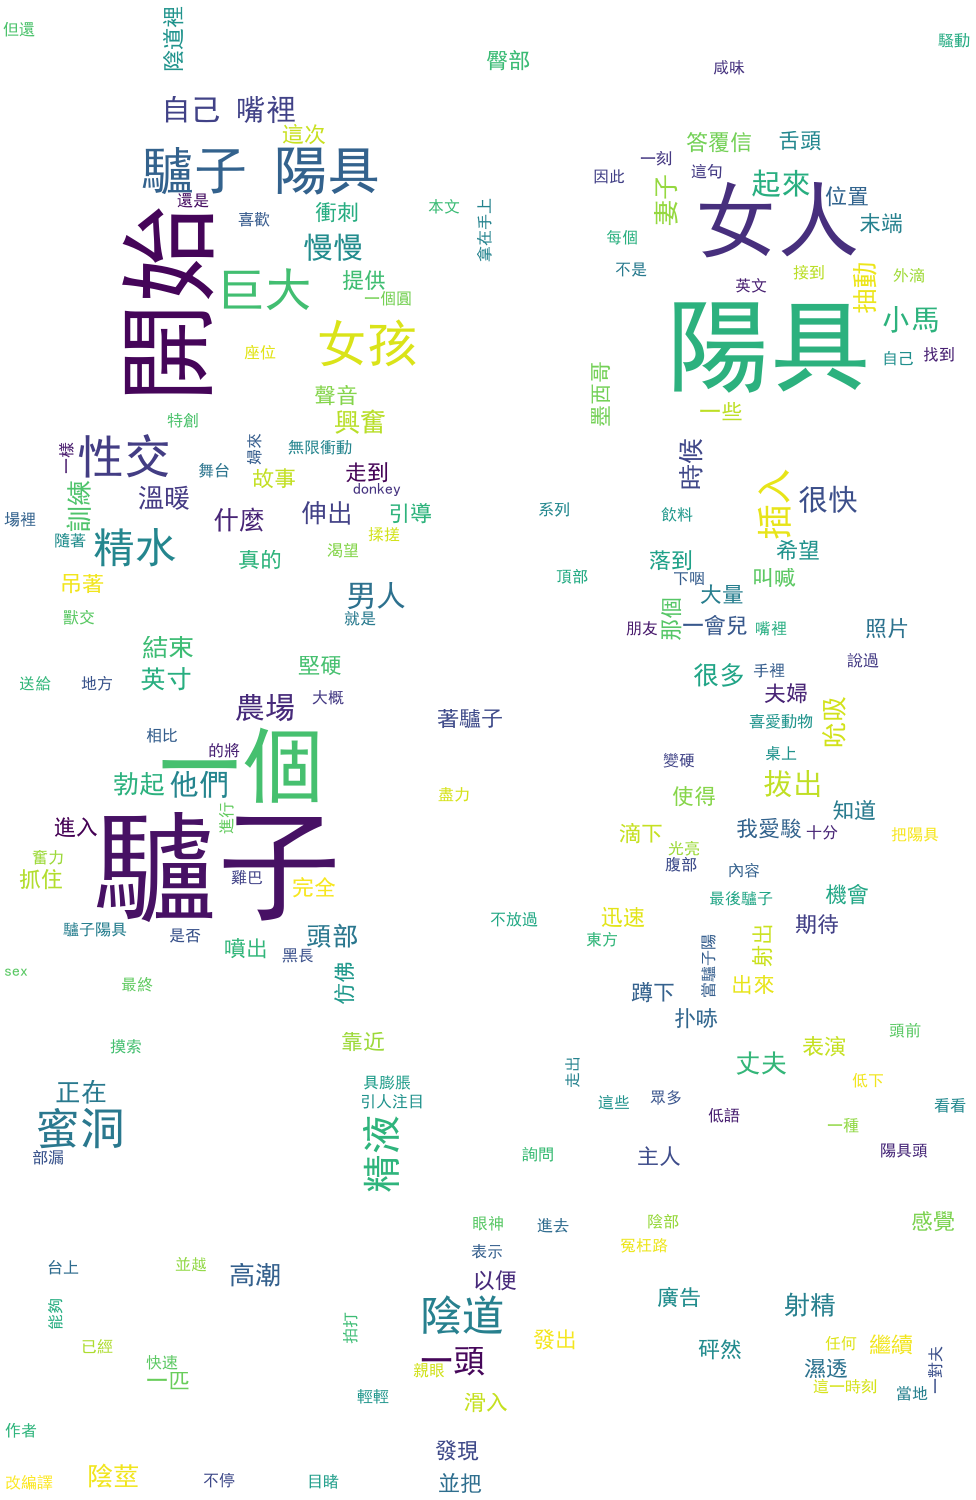 但還
陰道裡
臀部
騷動
咸味
自己
嘴裡
這次
答覆信
舌頭
驢子
陽具
一刻
這句
因此
起來
位置
妻子
女人
還是
喜歡
衝刺
本文
拿在手上
末端
開始
慢慢
每個
不是
巨大
提供
一個圓
英文
接到
抽動
外滴
小馬
女孩
座位
陽具
自己
找到
聲音
墨西哥
特創
興奮
一些
性交
一樣
婦來
無限衝動
時候
舞台
故事
走到
donkey
溫暖
訓練
插入
很快
場裡
什麼
伸出
引導
系列
飲料
隨著
精水
真的
渴望
揉搓
落到
希望
吊著
頂部
下咽
叫喊
獸交
男人
就是
大量
那個
朋友
一會兒
嘴裡
照片
結束
堅硬
英寸
送給
地方
大概
很多
手裡
說過
夫婦
農場
著驢子
喜愛動物
吮吸
相比
的將
一個
變硬
桌上
勃起
他們
盡力
使得
拔出
進入
進行
驢子
滴下
我愛駿
十分
知道
把陽具
光亮
奮力
抓住
雞巴
完全
腹部
內容
最後驢子
機會
驢子陽具
是否
不放過
迅速
期待
噴出
黑長
頭部
東方
當驢子陽
射出
sex
最終
仿佛
蹲下
出來
扑哧
摸索
靠近
頭前
表演
丈夫
正在
具膨脹
引人注目
走出
這些
眾多
低下
低語
看看
蜜洞
部漏
精液
一種
詢問
主人
陽具頭
眼神
進去
陰部
感覺
表示
冤枉路
台上
並越
高潮
以便
能夠
陰道
廣告
射精
拍打
發出
已經
快速
一匹
一頭
親眼
砰然
任何
繼續
濕透
一對夫
這一時刻
當地
輕輕
滑入
作者
發現
改編譯
陰莖
不停
目睹
並把